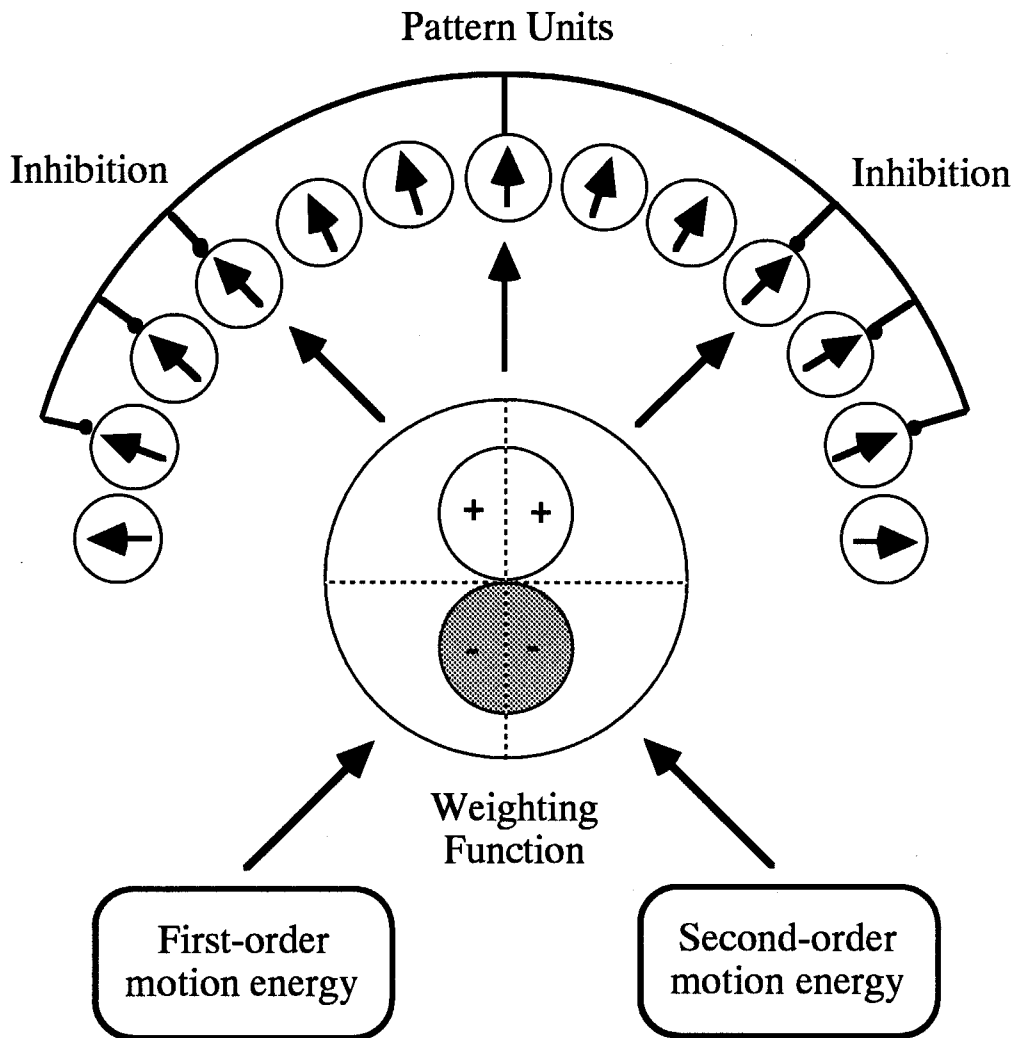 Pattern Units
Inhibition
Inhibition
+ +
- -
Weighting
Function
First-order
motion energy
Second-order
motion energy